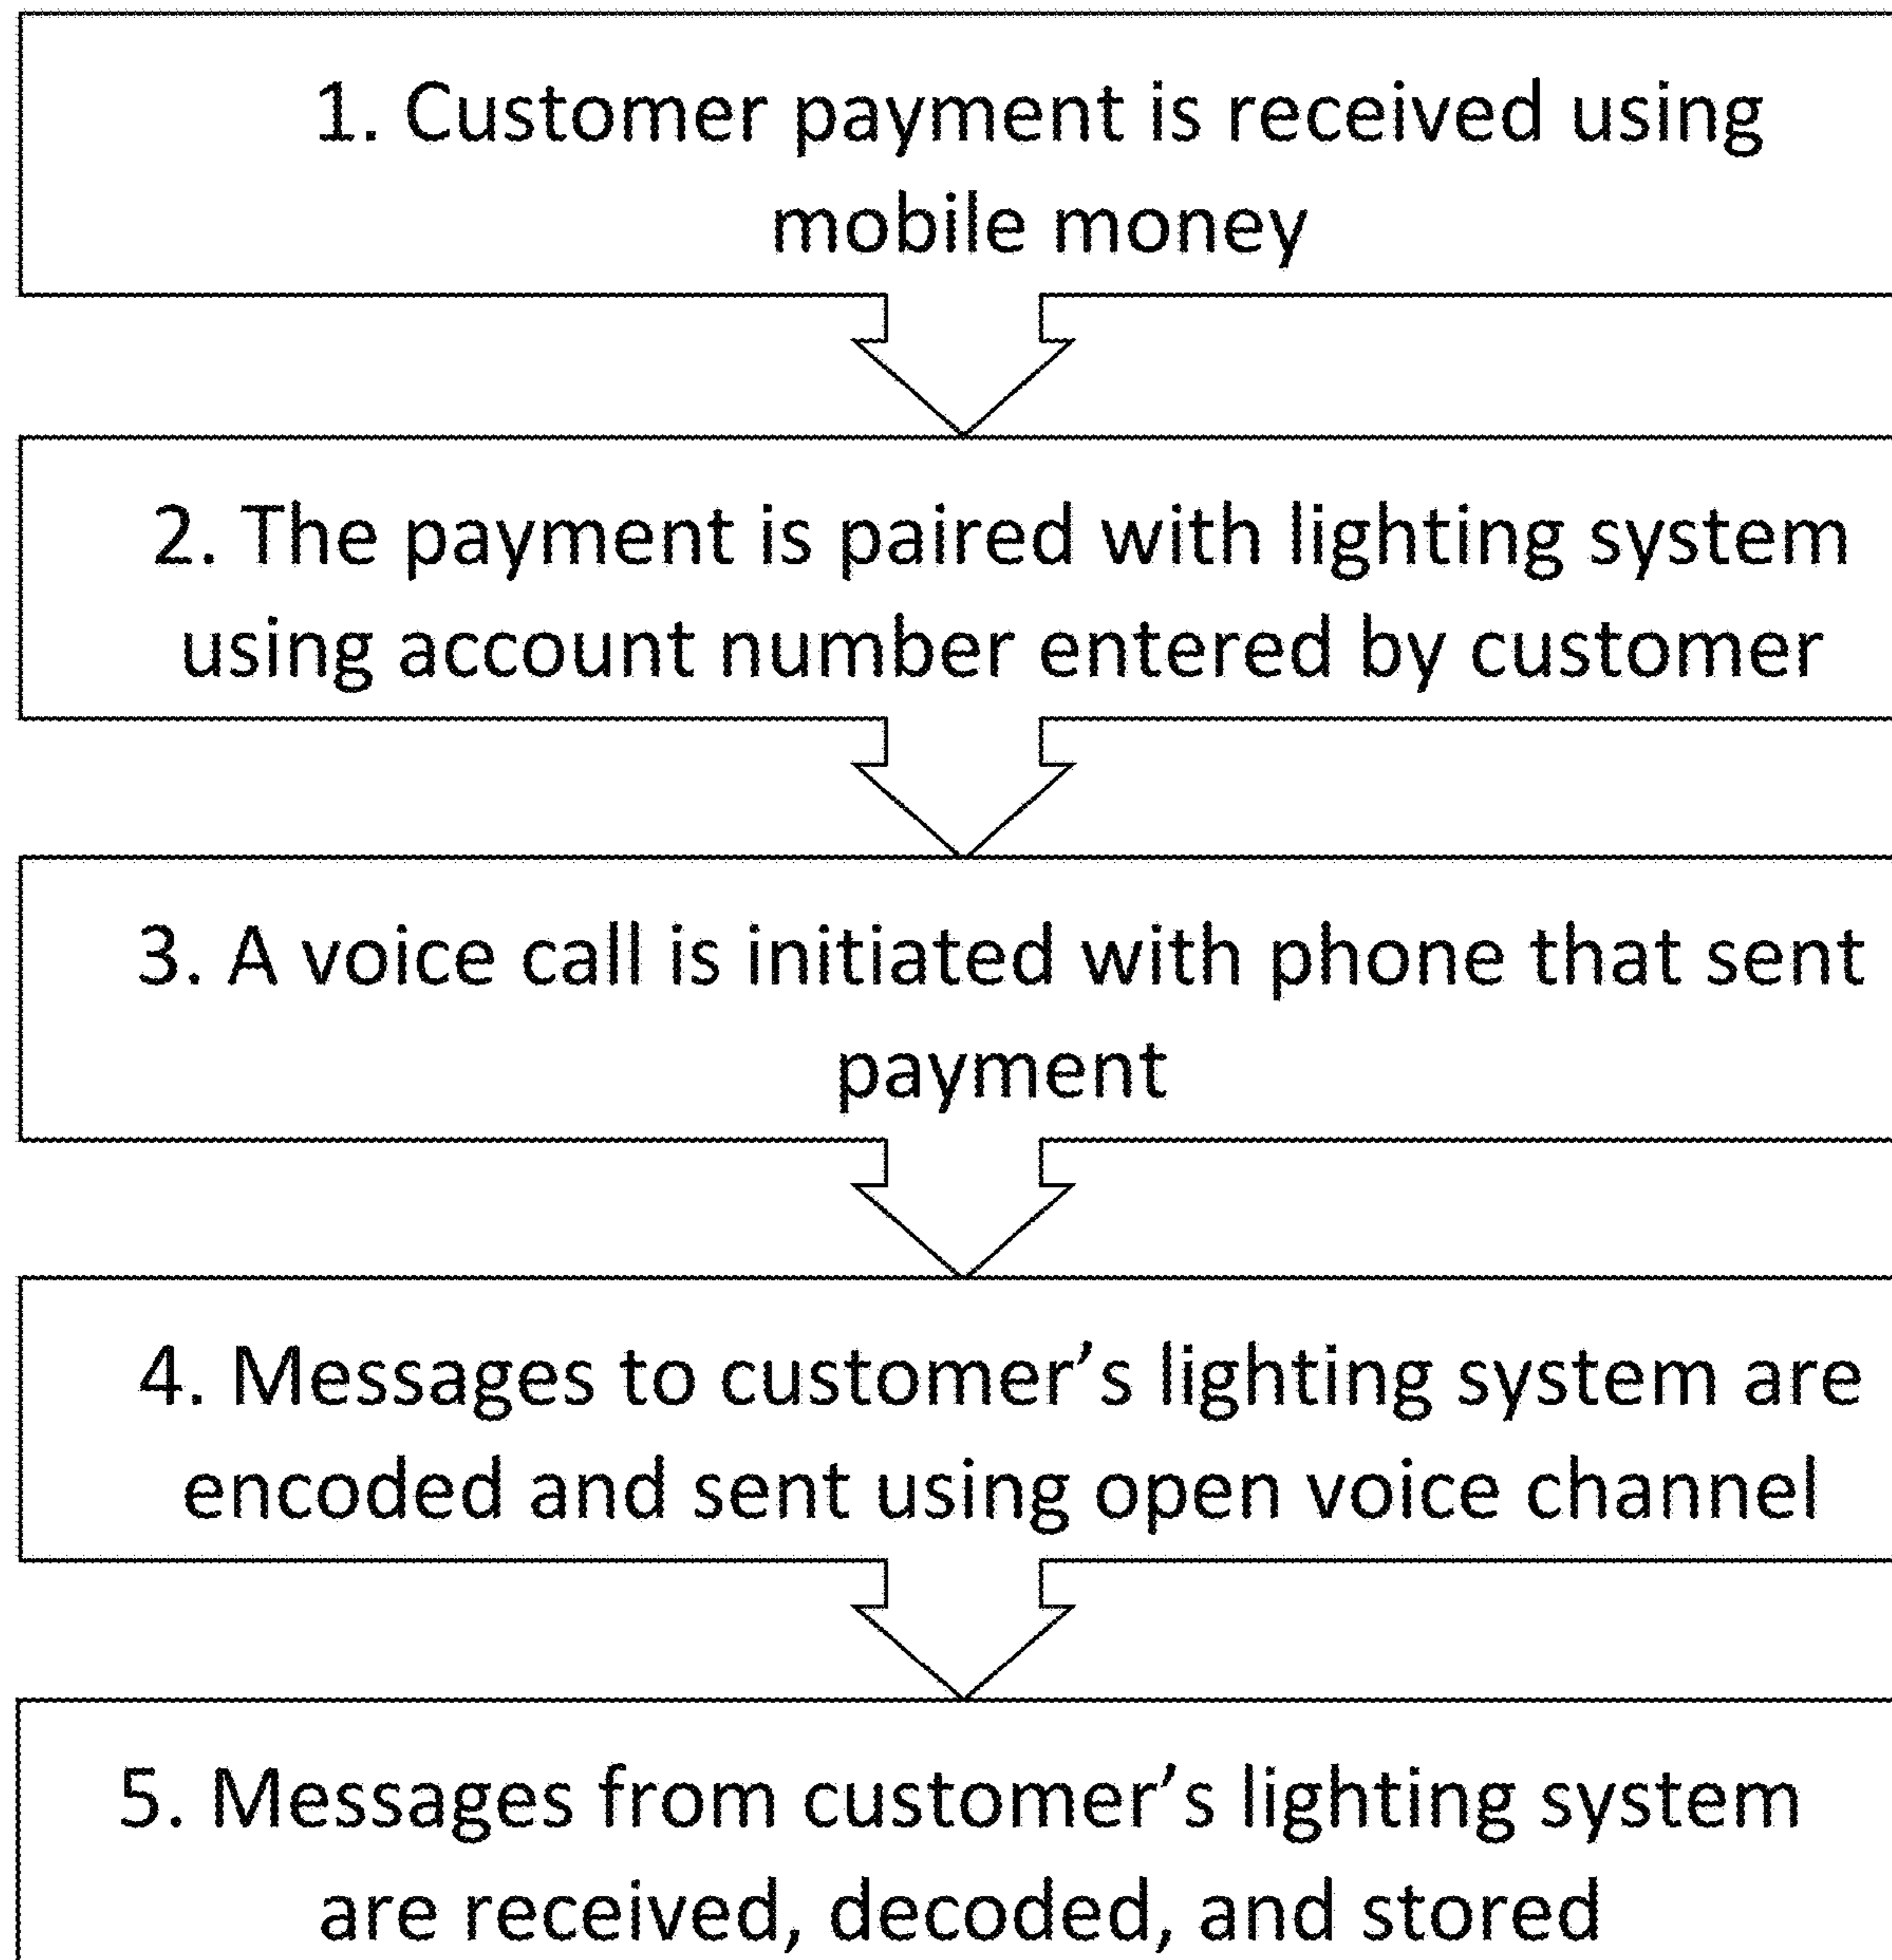 1. Customer payment is received using
mobile money
2. The payment is paired with lighting system
using account number entered by customer
3. A voice call is initiated with phone that sent
payment
4. Messages to customer’s lighting system are
encoded and sent using open voice channel
5. Messages from customer’s lighting system
are received, decoded, and stored